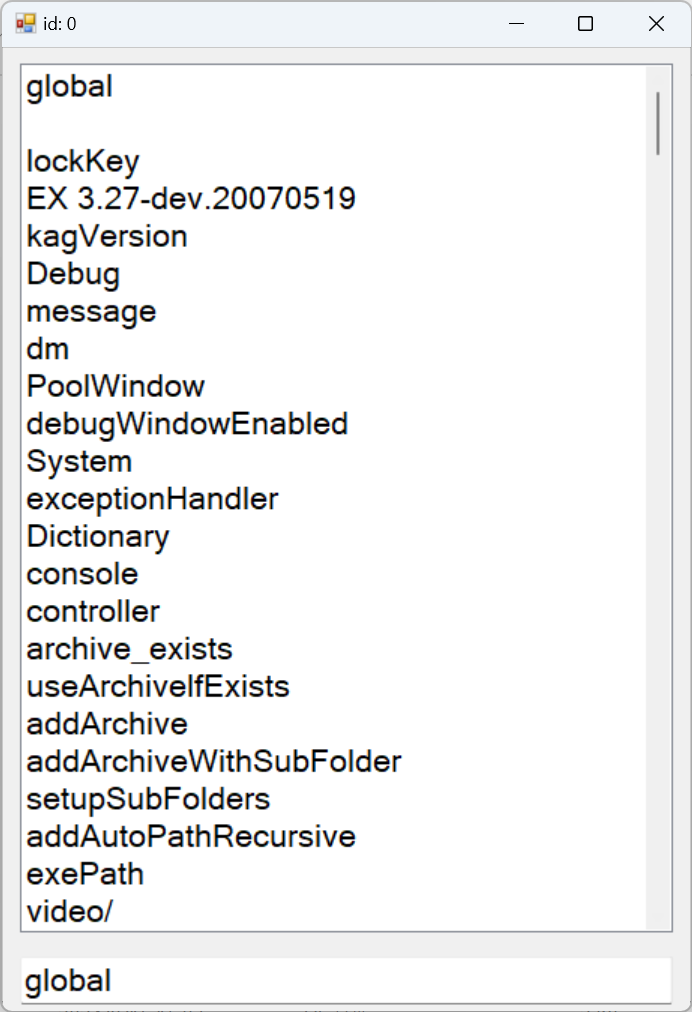 id: 0
global
lockKey
EX 3.27-dev.20070519
kagVersion
Debug
message
dm
PoolWindow
debugWindowEnabled
System
exceptionHandler
Dictionary
console
controller
archive_exists
useArchiveIfExists
addArchive
addArchiveWithSubFolder
setupSubFolders
addAutoPathRecursive
exePath
video/
global